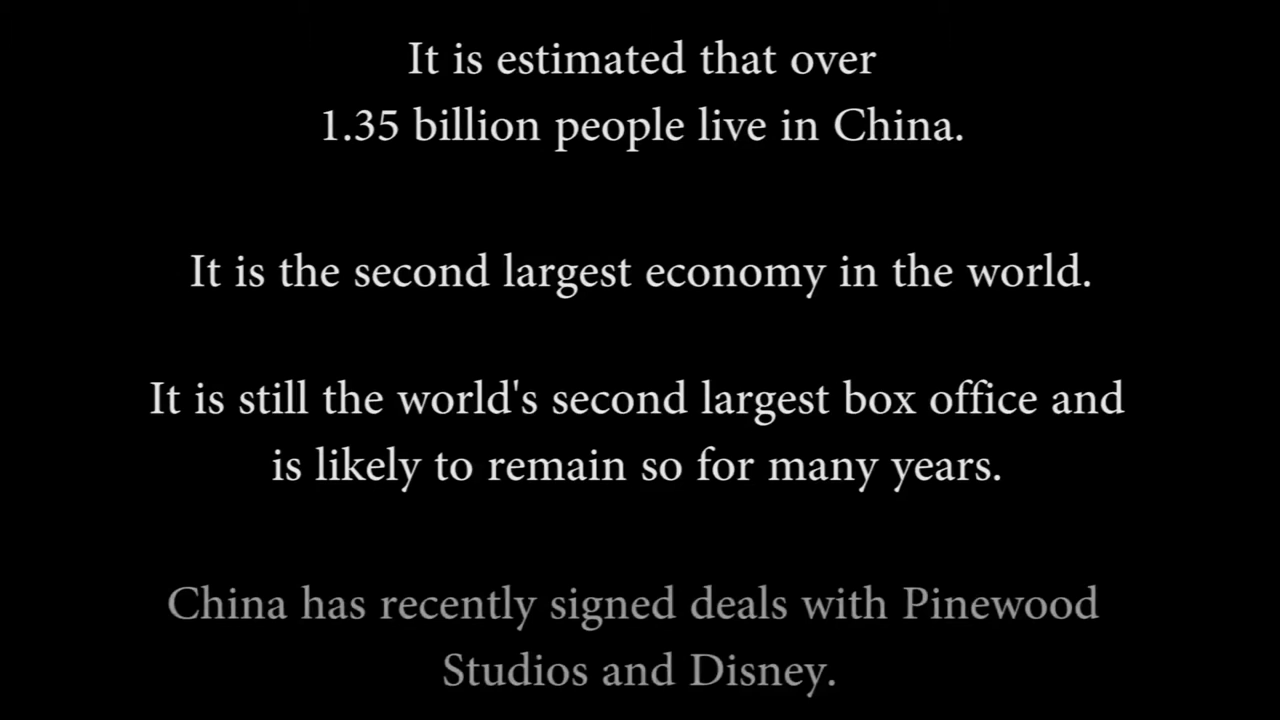 It is estimated that over
1.35 billion people live in China.
It is the second largest economy in the world.
It is still the world's second largest box office and
is likely to remain so for many years.
China has recently signed deals with Pinewood
Studios and Disney.